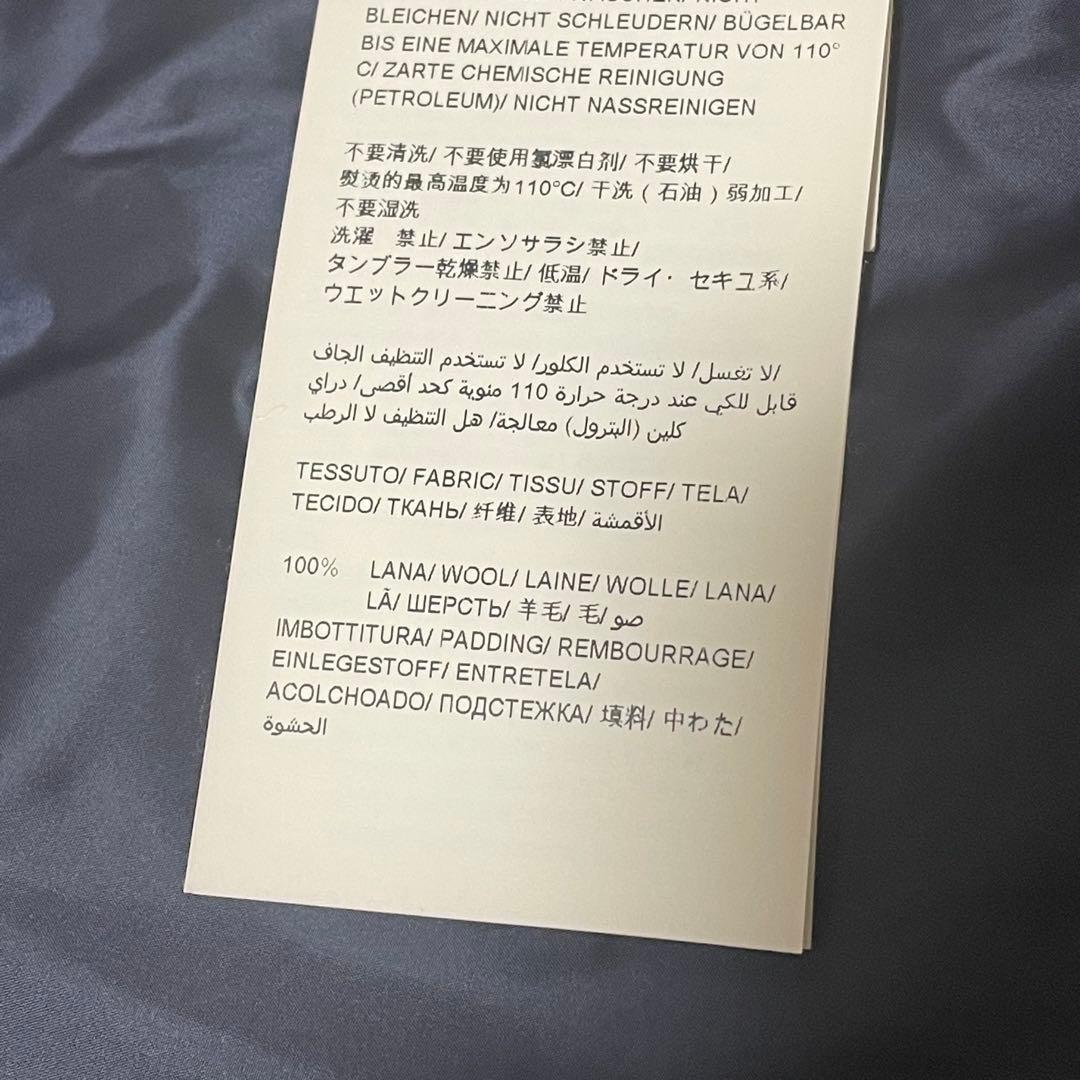 BLEICHEN/ NICHT SCHLEUDERN/ BÜGELBAR
BIS EINE MAXIMALE TEMPERATUR VON 110°
C/ ZARTE CHEMISCHE REINIGUNG
(PETROLEUM)/ NICHT NASSREINIGEN
不要清洗/ 不要使用氯漂白剂/ 不要烘干/
熨烫的最高温度为110°C/ 干洗 ( 石油 ) 弱加工/
不要湿洗
洗濯　禁止/ エンソサラシ禁止/
タンブラー乾燥禁止/ 低温/ ドライ・ セキユ系/
ウエットクリーニング禁止
/لا تغسل/ لا تستخدم الكلور/ لا تستخدم التنظيف الجاف
قابل للكي عند درجة حرارة 110 مئوية كحد أقصى/ دراي
كلين (البترول) معالجة/ هل التنظيف لا الرطب
TESSUTO/ FABRIC/ TISSU/ STOFF/ TELA/
TECIDO/ ТКАНЬ/ 纤维/ 表地/ الأقمشة
100% LANA/ WOOL/ LAINE/ WOLLE/ LANA/
LÃ/ ШЕРСТЬ/ 羊毛/ 毛/ صو
IMBOTTITURA/ PADDING/ REMBOURRAGE/
EINLEGESTOFF/ ENTRETELA/
ACOLCHOADO/ ПОДСТЕЖКА/ 填料/ 中わた/
الحشوة